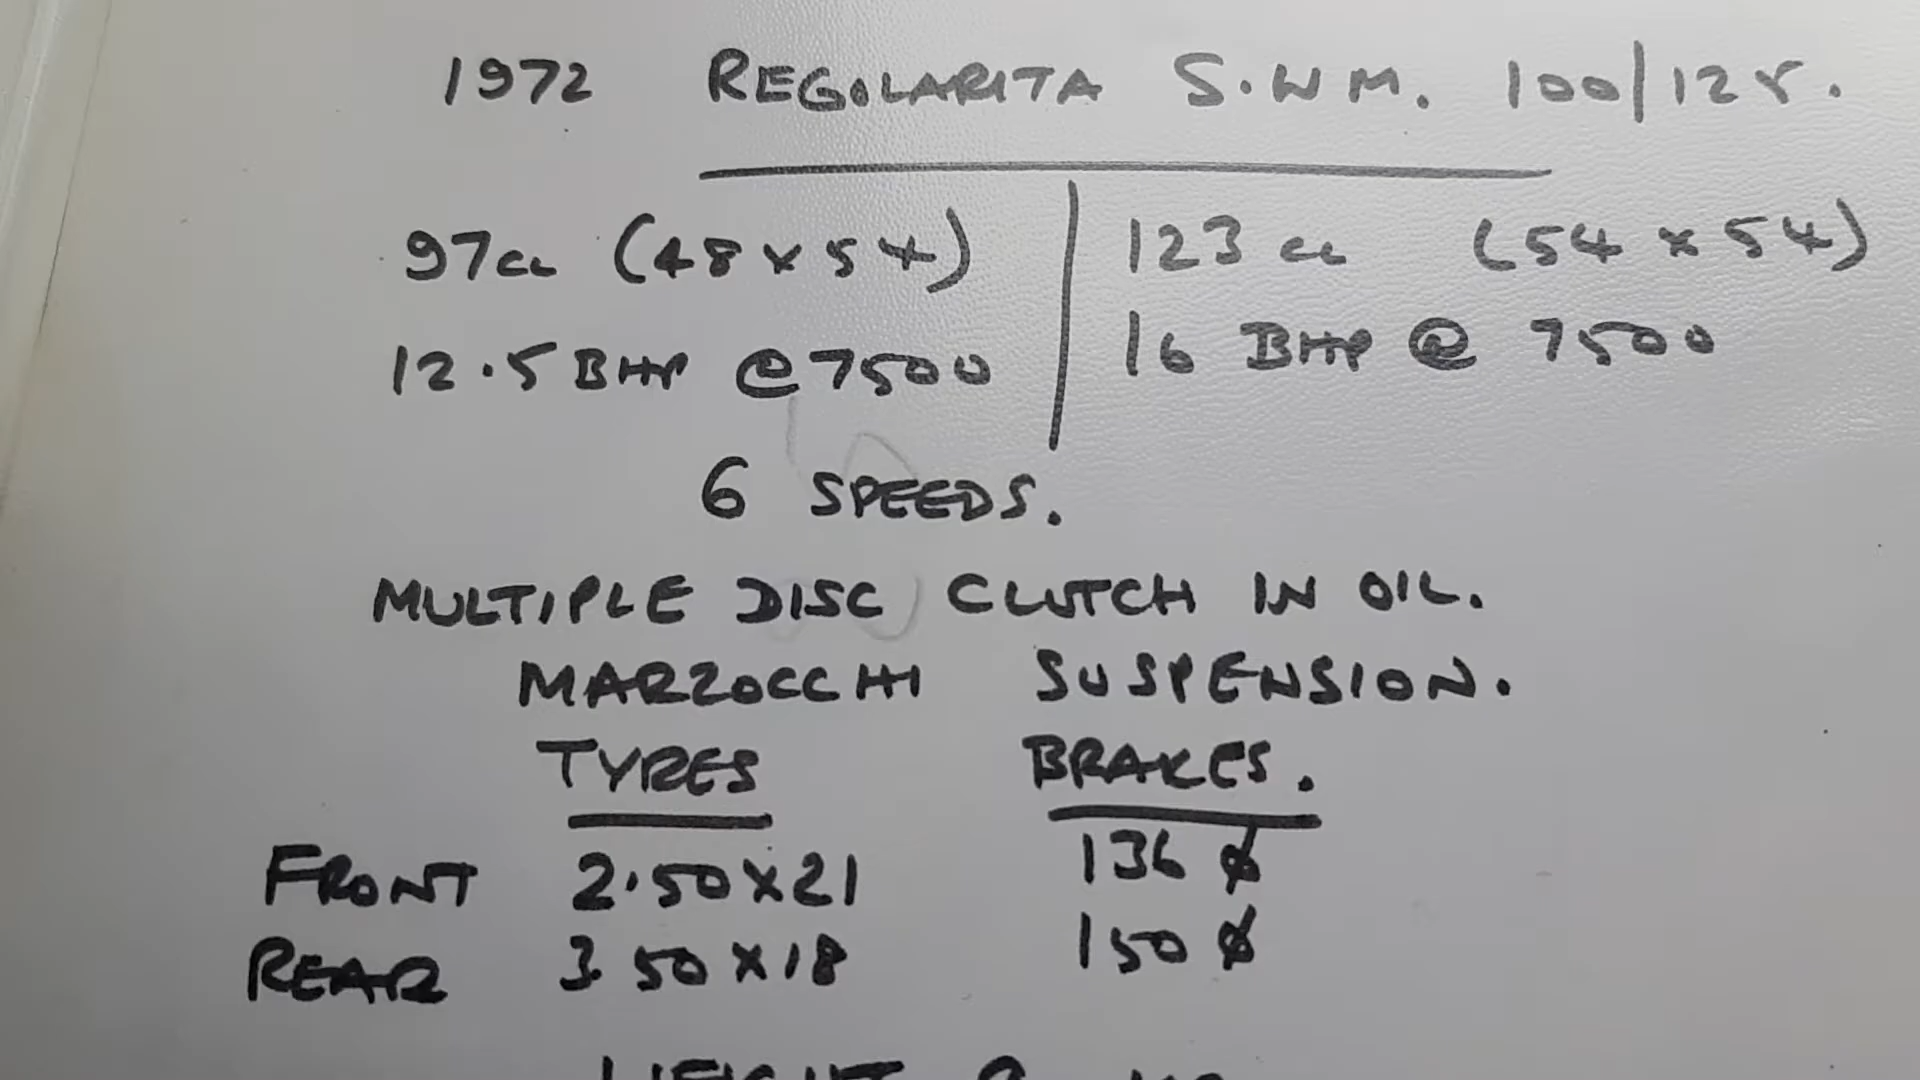 1972 REGOLARITA S.W M. 100/125.
97cc (48 x 54) 123 cc (54 x 54)
12.5 BHP @ 7500 16 BHP @ 7500
6 SPEEDS.
MULTIPLE DISC CLUTCH IN OIL.
MARZOCCHI SUSPENSION.
TYRES BRAKES.
FRONT 2.50 x 21 136 ϕ
REAR 3.50 x 18 150 ϕ